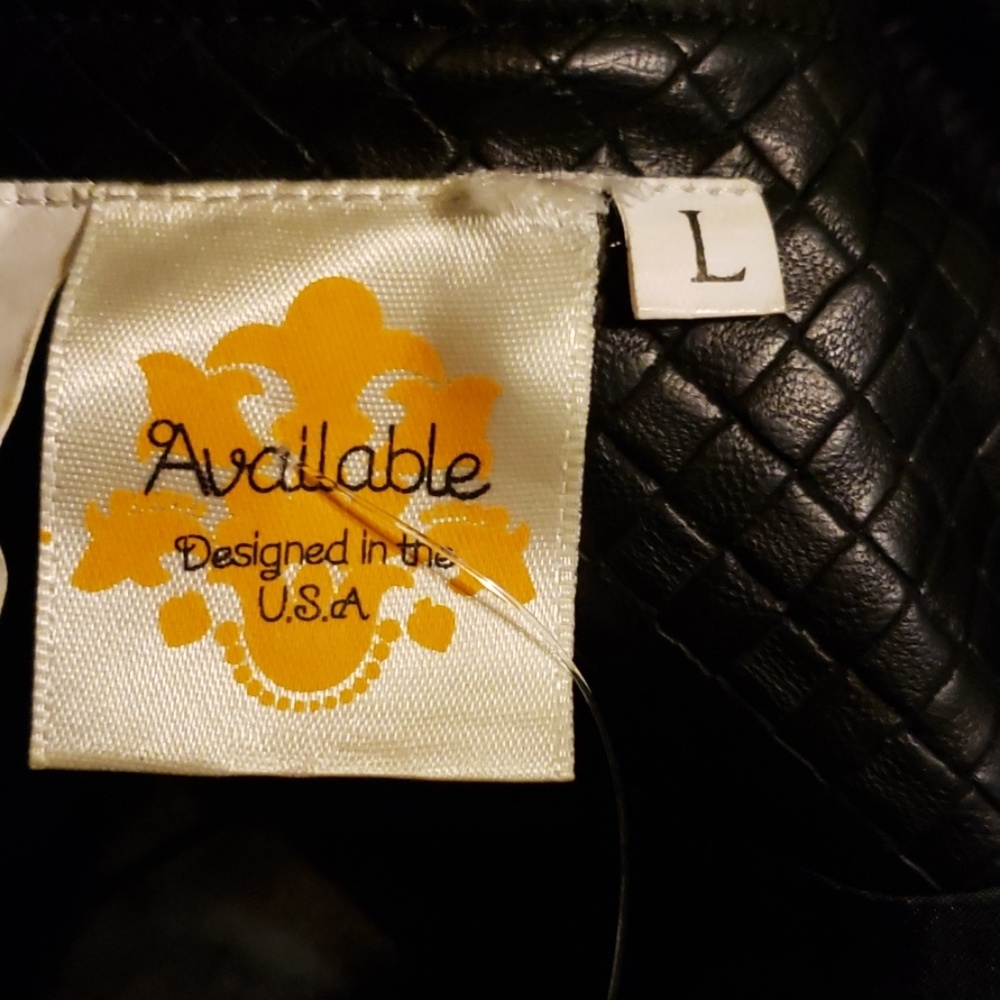 Available
Designed in the
U.S.A
L